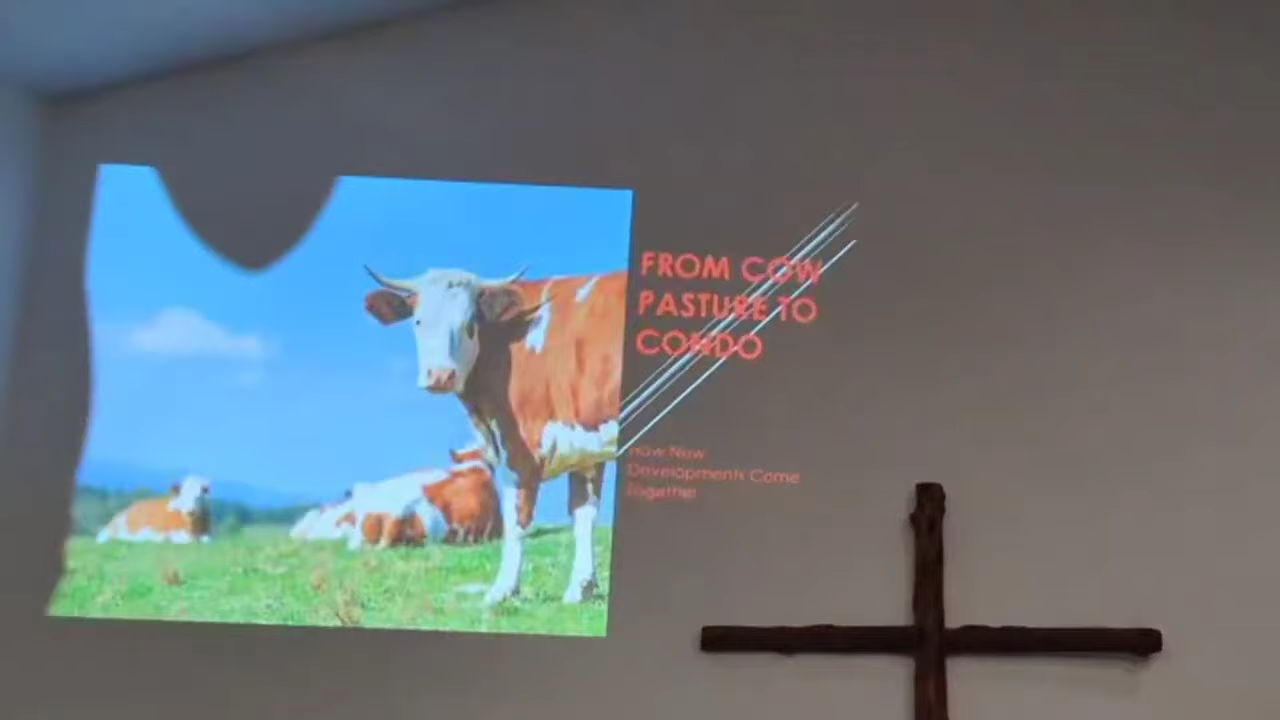 FROM COW
PASTURE TO
CONDO
How New
Developments Come
Together